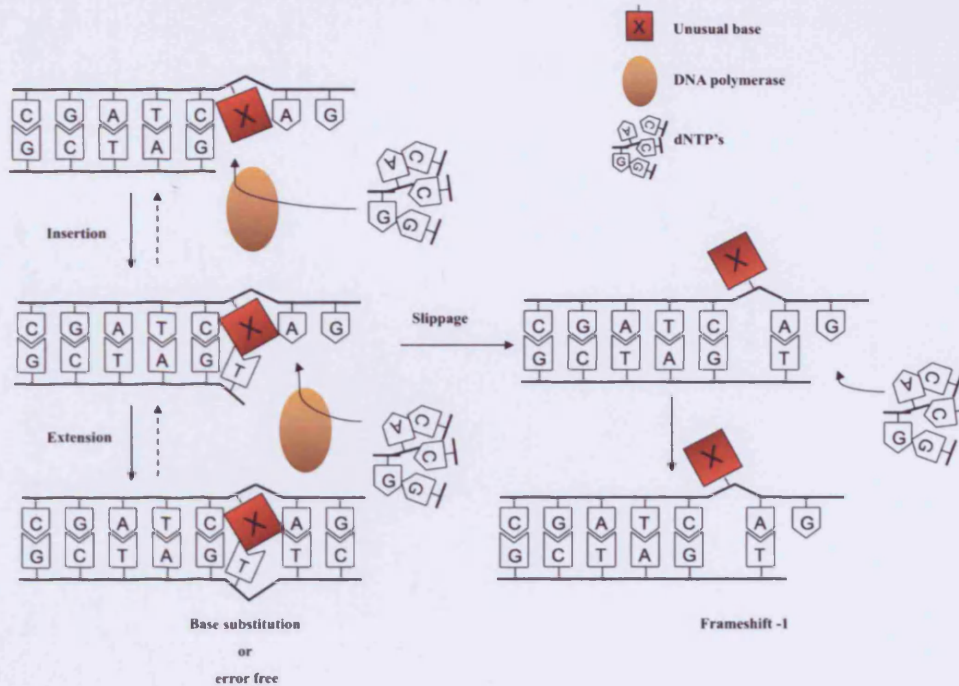 X Unusual base
DNA polymerase
A C C G G dNTP's
C G A T C X A G
G C T A G
A C C G G
Insertion
C G A T C X A G
G C T A G T
Slippage
X
C G A T C A G
G C T A G T
A C C G G
Extension
A C C G G
X
C G A T C X A G
G C T A G T T C
C G A T C A G
G C T A G T
Base substitution
or
error free
Frameshift -1